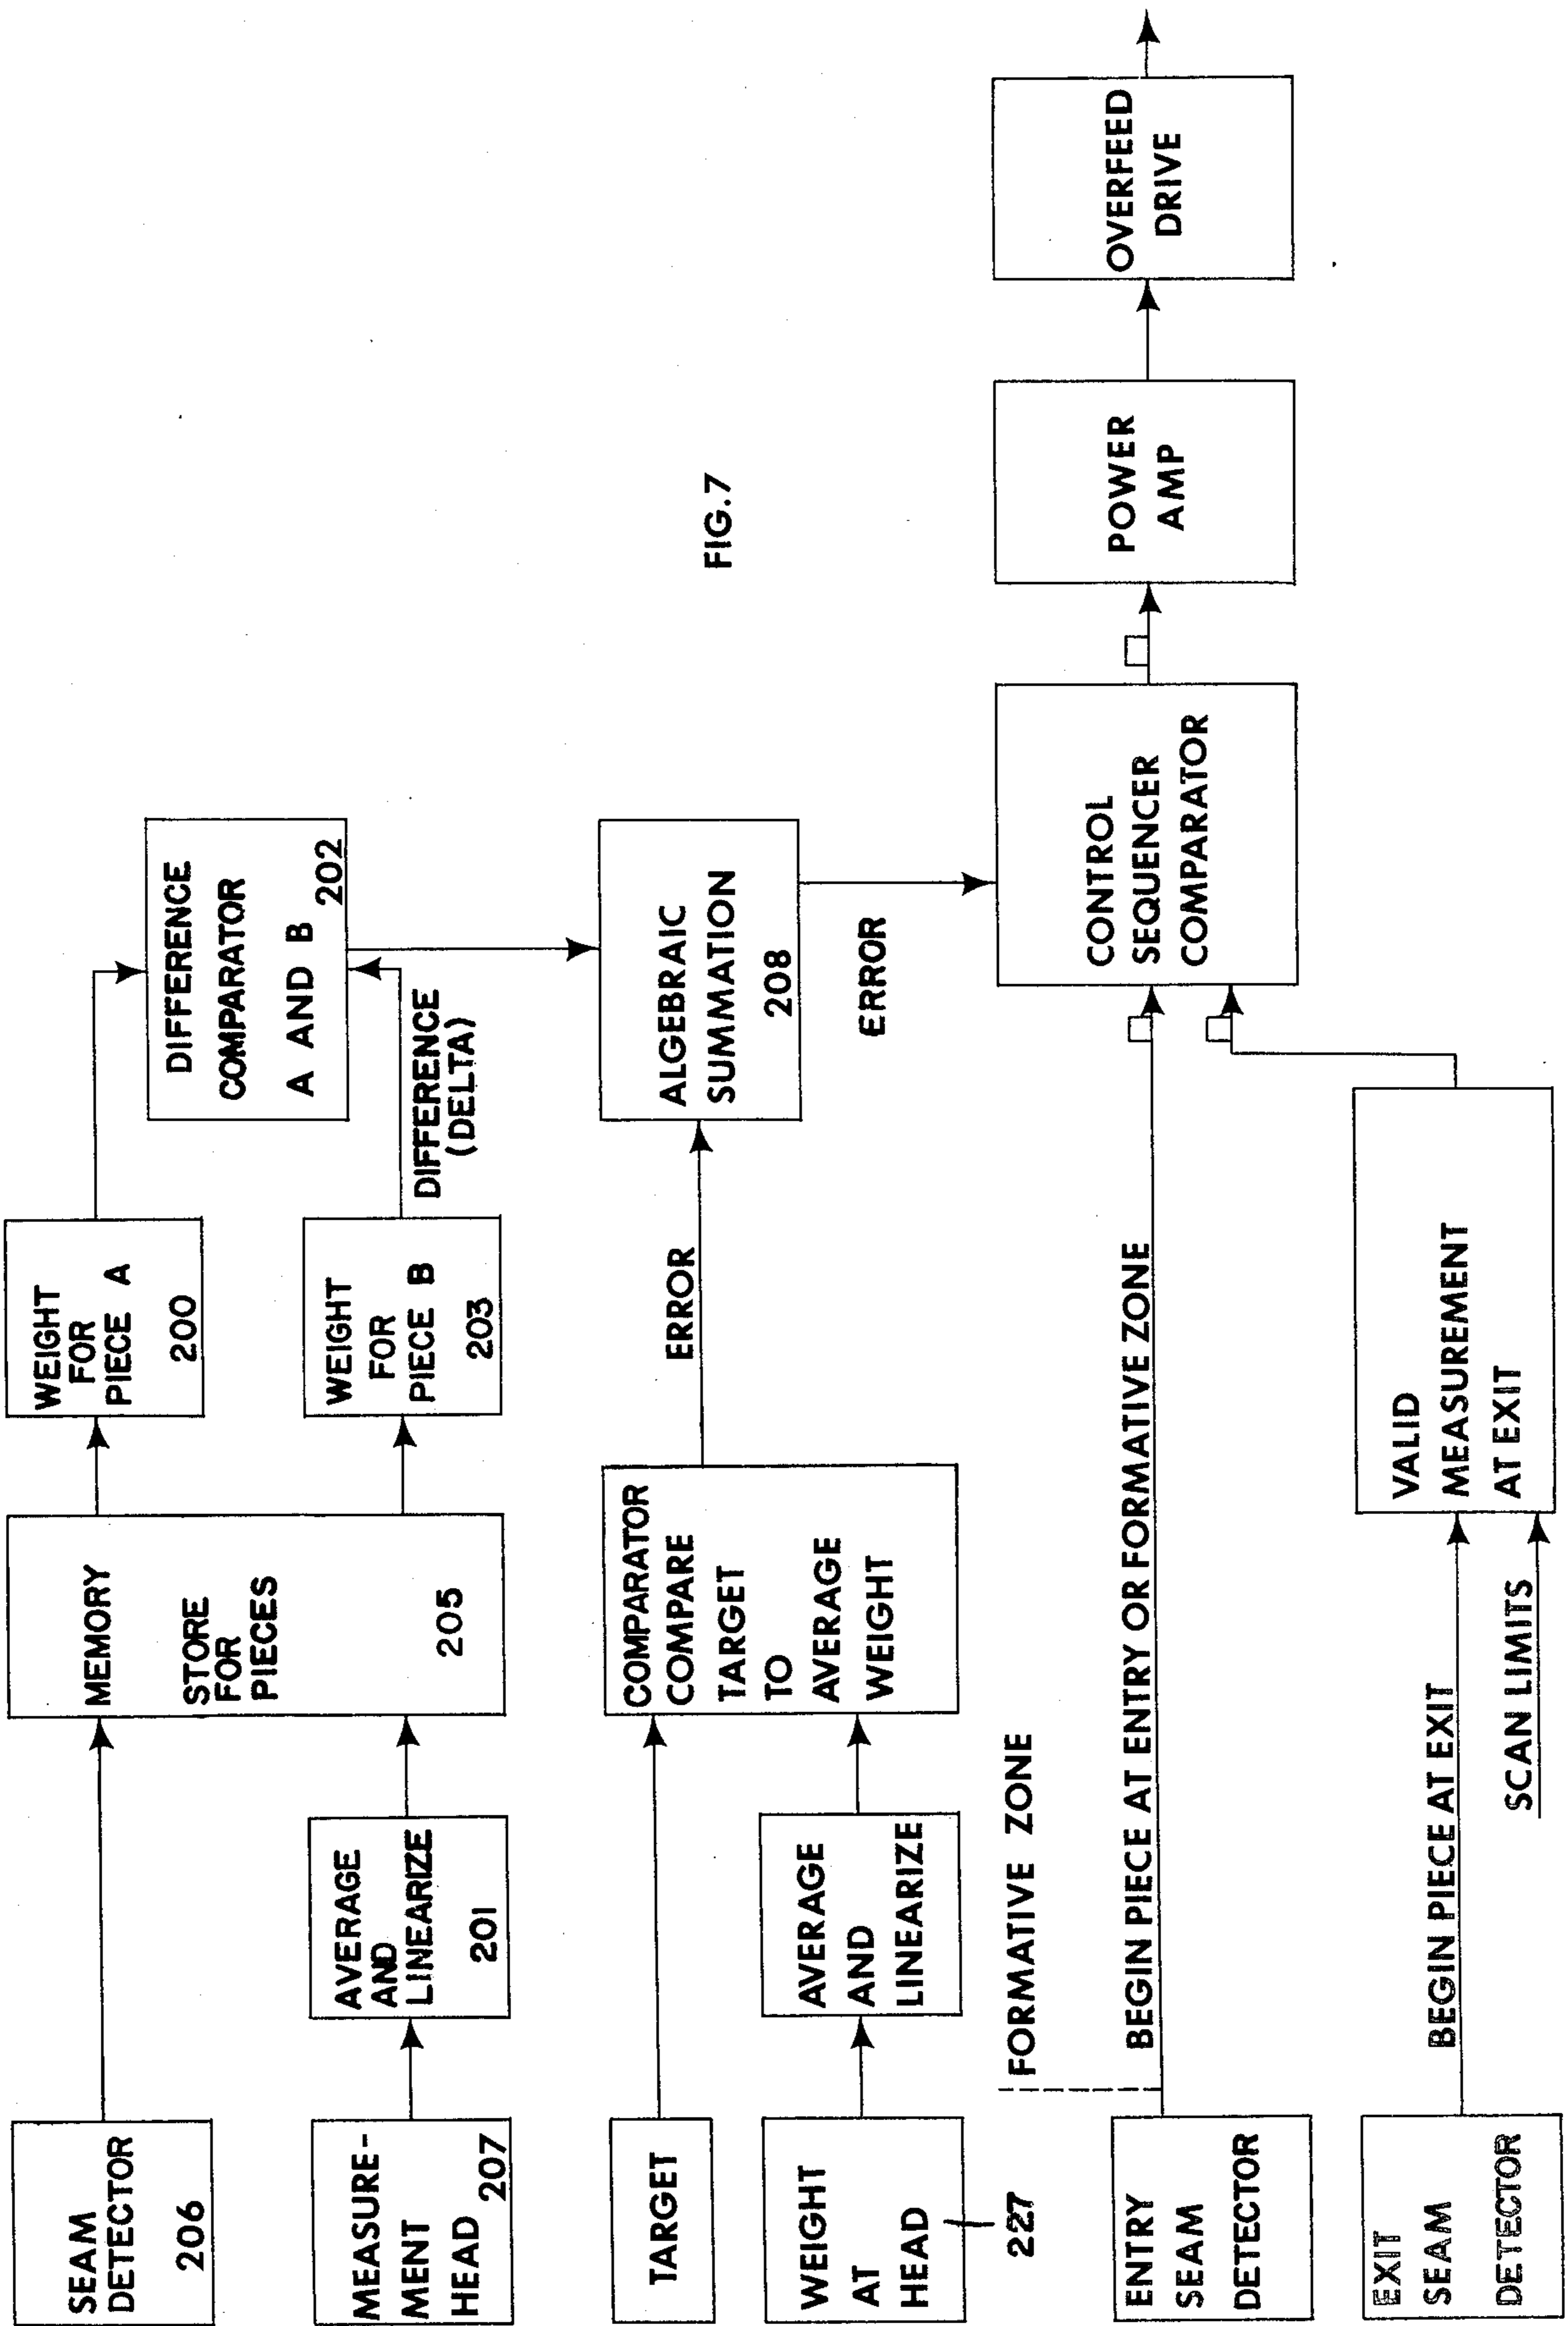 SEAM
DETECTOR
206
MEASURE-
MENT
HEAD
207
AVERAGE
AND
LINEARIZE
201
MEMORY
STORE
FOR
PIECES
205
WEIGHT
FOR
PIECE A
200
WEIGHT
FOR
PIECE B
203
DIFFERENCE
(DELTA)
DIFFERENCE
COMPARATOR
A AND B
202
TARGET
WEIGHT
AT
HEAD
227
AVERAGE
AND
LINEARIZE
COMPARATOR
COMPARE
TARGET
TO
AVERAGE
WEIGHT
ERROR
ALGEBRAIC
SUMMATION
208
ERROR
FIG.7
ENTRY
SEAM
DETECTOR
FORMATIVE ZONE
BEGIN PIECE AT ENTRY OR FORMATIVE ZONE
EXIT
SEAM
DETECTOR
BEGIN PIECE AT EXIT
SCAN LIMITS
VALID
MEASUREMENT
AT EXIT
CONTROL
SEQUENCER
COMPARATOR
POWER
AMP
OVERFEED
DRIVE